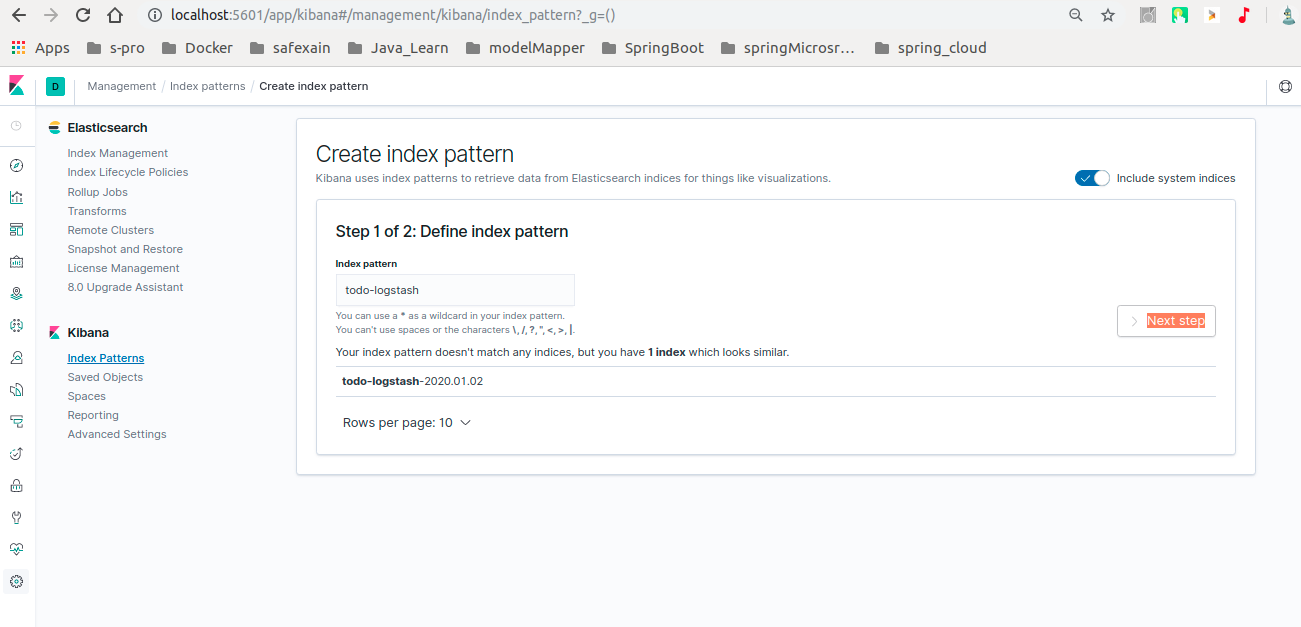 localhost:5601/app/kibana#/management/kibana/index_pattern?_g=()
Apps s-pro Docker safexain Java_Learn modelMapper SpringBoot springMicrosr... spring_cloud
D Management / Index patterns / Create index pattern
Elasticsearch
Index Management
Index Lifecycle Policies
Rollup Jobs
Transforms
Remote Clusters
Snapshot and Restore
License Management
8.0 Upgrade Assistant
Kibana
Index Patterns
Saved Objects
Spaces
Reporting
Advanced Settings
Create index pattern
Kibana uses index patterns to retrieve data from Elasticsearch indices for things like visualizations.
Include system indices
Step 1 of 2: Define index pattern
Index pattern
todo-logstash
You can use a * as a wildcard in your index pattern.
You can't use spaces or the characters \, /, ?, ", <, >, |.
Next step
Your index pattern doesn't match any indices, but you have 1 index which looks similar.
todo-logstash-2020.01.02
Rows per page: 10